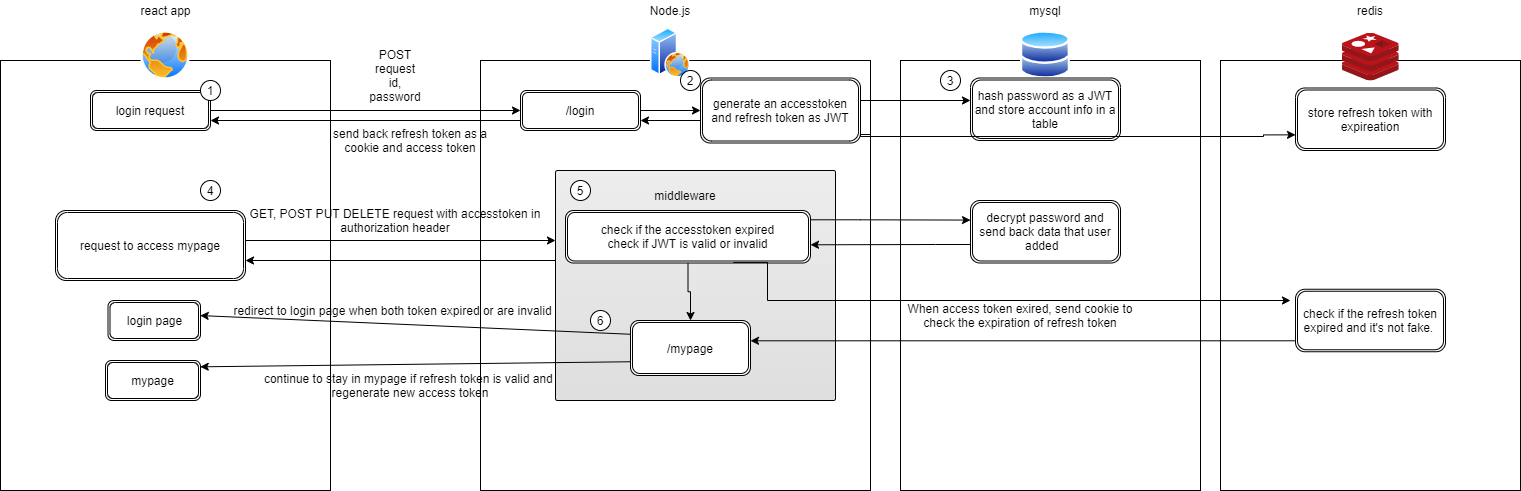 react app
Node.js
mysql
redis
POST
request
id,
password
1
login request
/login
2
generate an accesstoken
and refresh token as JWT
3
hash password as a JWT
and store account info in a
table
store refresh token with
expireation
send back refresh token as a
cookie and access token
4
GET, POST PUT DELETE request with accesstoken in
authorization header
request to access mypage
5
middleware
check if the accesstoken expired
check if JWT is valid or invalid
decrypt password and
send back data that user
added
login page
redirect to login page when both token expired or are invalid
6
/mypage
When access token exired, send cookie to
check the expiration of refresh token
check if the refresh token
expired and it's not fake.
mypage
continue to stay in mypage if refresh token is valid and
regenerate new access token